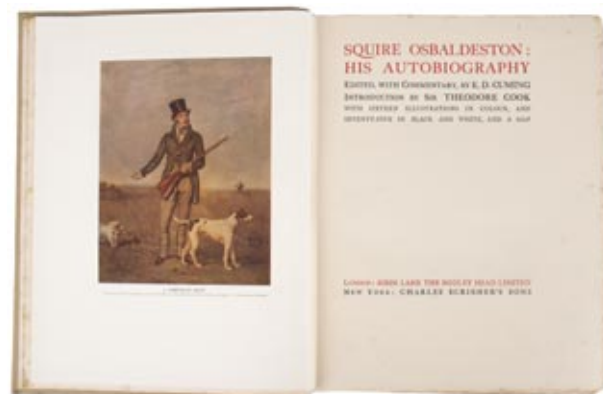 SQUIRE OSBALDESTON:
HIS AUTOBIOGRAPHY
EDITED, WITH COMMENTARY, BY E. D. CUMING
INTRODUCTION BY SIR THEODORE COOK
WITH SIXTEEN ILLUSTRATIONS IN COLOUR, AND
SEVENTY-FIVE IN BLACK AND WHITE, AND A MAP
LONDON: JOHN LANE THE BODLEY HEAD LIMITED
NEW YORK: CHARLES SCRIBNER'S SONS